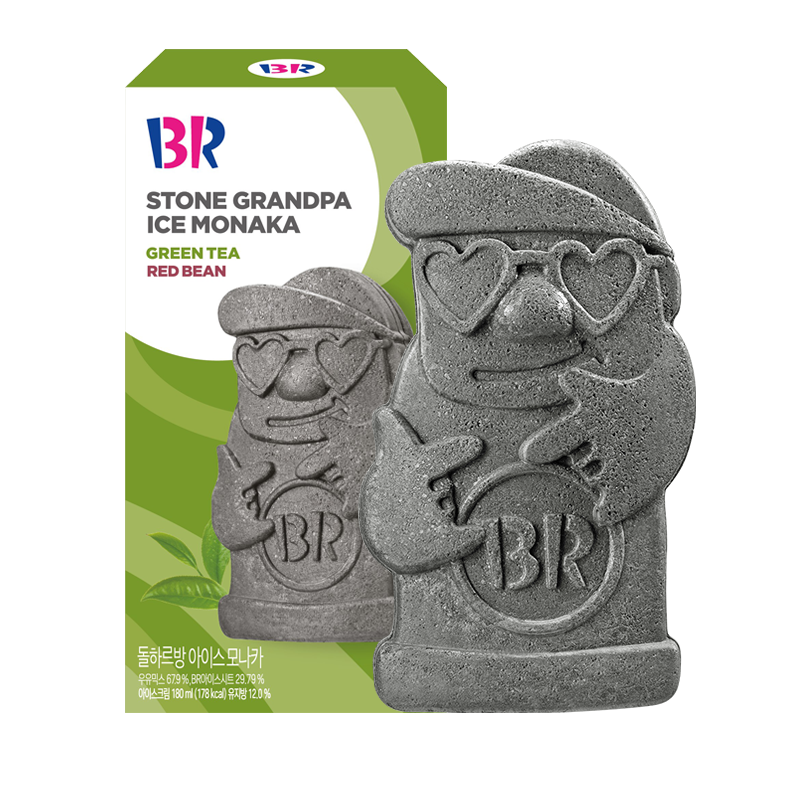 BR
BR
STONE GRANDPA
ICE MONAKA
GREEN TEA
RED BEAN
BR
BR
돌하르방 아이스 모나카
우유믹스 67.9 %, BR아이스시트 29.79 %
아이스크림 180 ml (178 kcal) 유지방 12.0 %